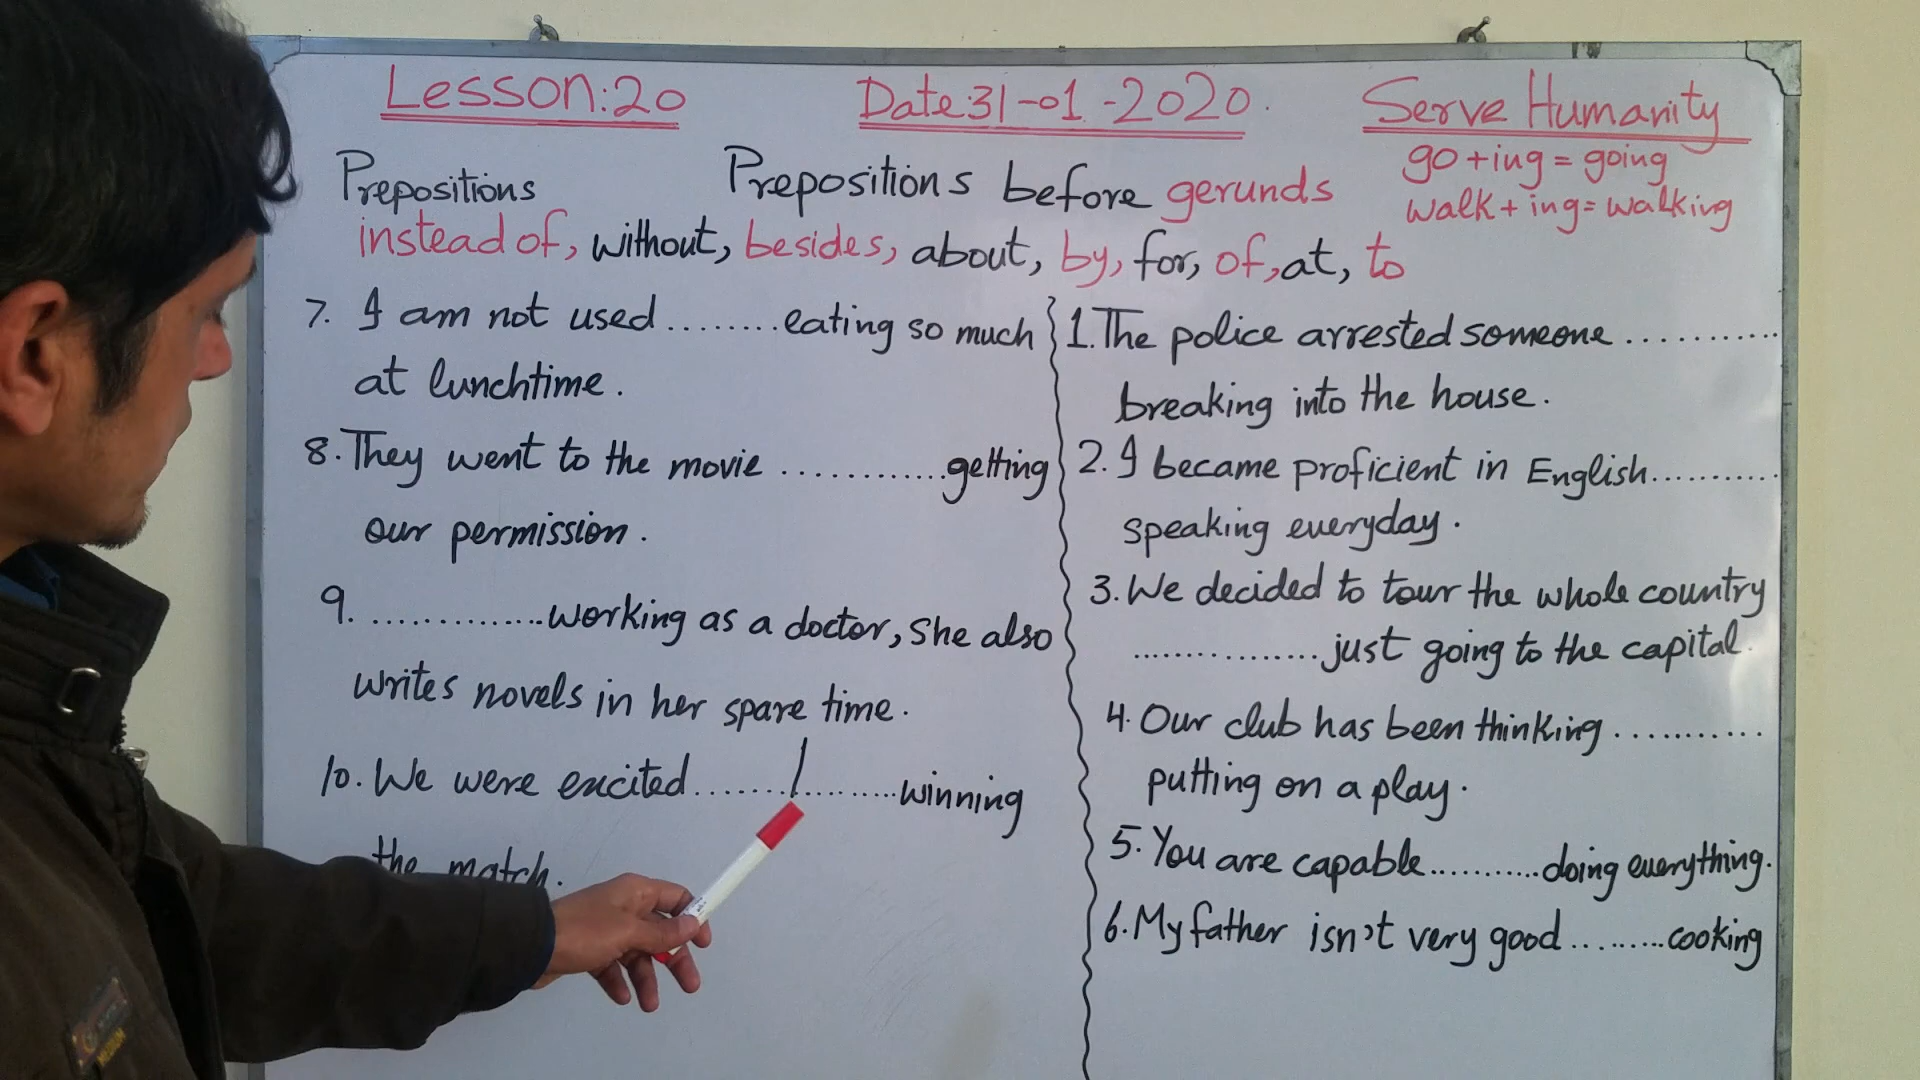 Lesson:20 Date:31-01-2020. Serve Humanity
go+ing=going
walk+ing=walking
Prepositions Prepositions before gerunds
instead of, without, besides, about, by, for, of, at, to
7. I am not used ........ eating so much
at lunchtime.
8. They went to the movie ............. getting
our permission.
9. ............... working as a doctor, She also
writes novels in her spare time.
10. We were excited ................ winning
the match.
1. The police arrested someone ...........
breaking into the house.
2. I became proficient in English...........
speaking everyday.
3. We decided to tour the whole country
................ just going to the capital.
4. Our club has been thinking ...........
putting on a play.
5. You are capable........... doing everything.
6. My father isn't very good ......... cooking